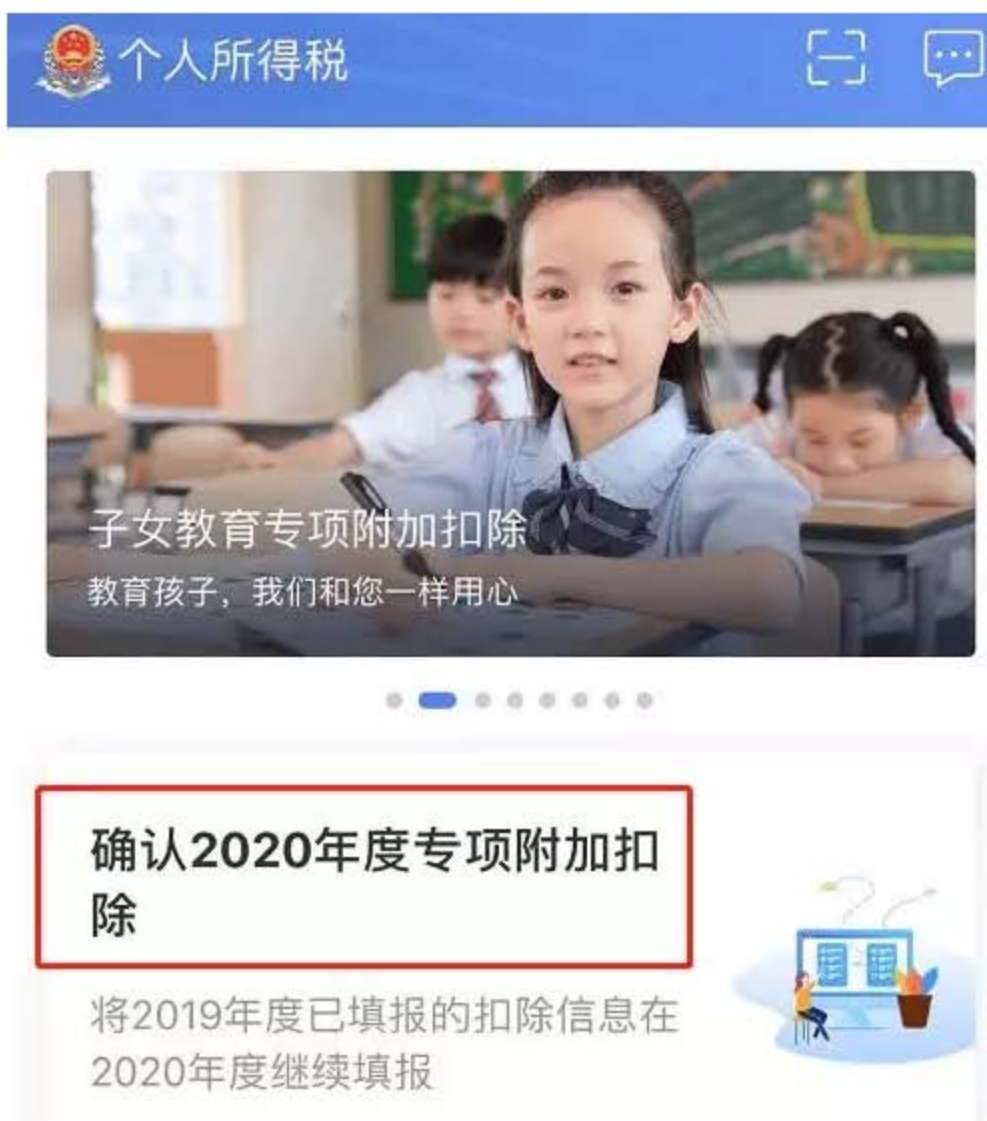 个人所得税
子女教育专项附加扣除
教育孩子，我们和您一样用心
确认2020年度专项附加扣
除
将2019年度已填报的扣除信息在
2020年度继续填报